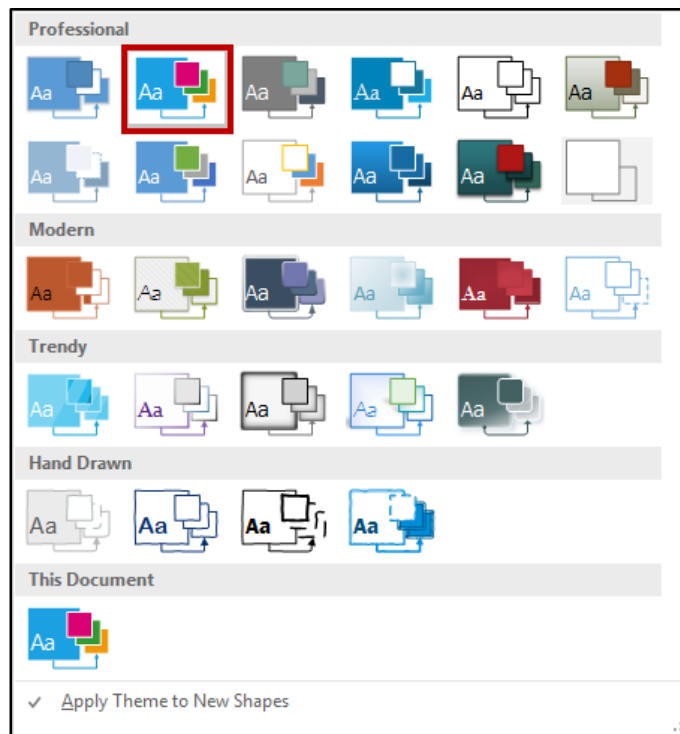 Professional
Aa Aa Aa Aa Aa Aa
Aa Aa Aa Aa Aa
Modern
Aa Aa Aa Aa Aa Aa
Trendy
Aa Aa Aa Aa Aa
Hand Drawn
Aa Aa Aa Aa
This Document
Aa
Apply Theme to New Shapes